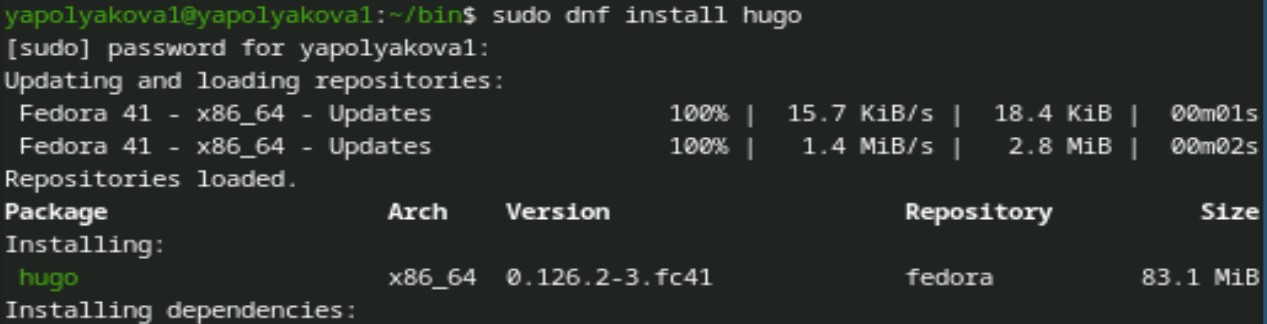 yapolyakova1@yapolyakova1:~/bin$ sudo dnf install hugo
[sudo] password for yapolyakova1:
Updating and loading repositories:
 Fedora 41 - x86_64 - Updates 100% | 15.7 KiB/s | 18.4 KiB | 00m01s
 Fedora 41 - x86_64 - Updates 100% | 1.4 MiB/s | 2.8 MiB | 00m02s
Repositories loaded.
Package Arch Version Repository Size
Installing:
 hugo x86_64 0.126.2-3.fc41 fedora 83.1 MiB
Installing dependencies: